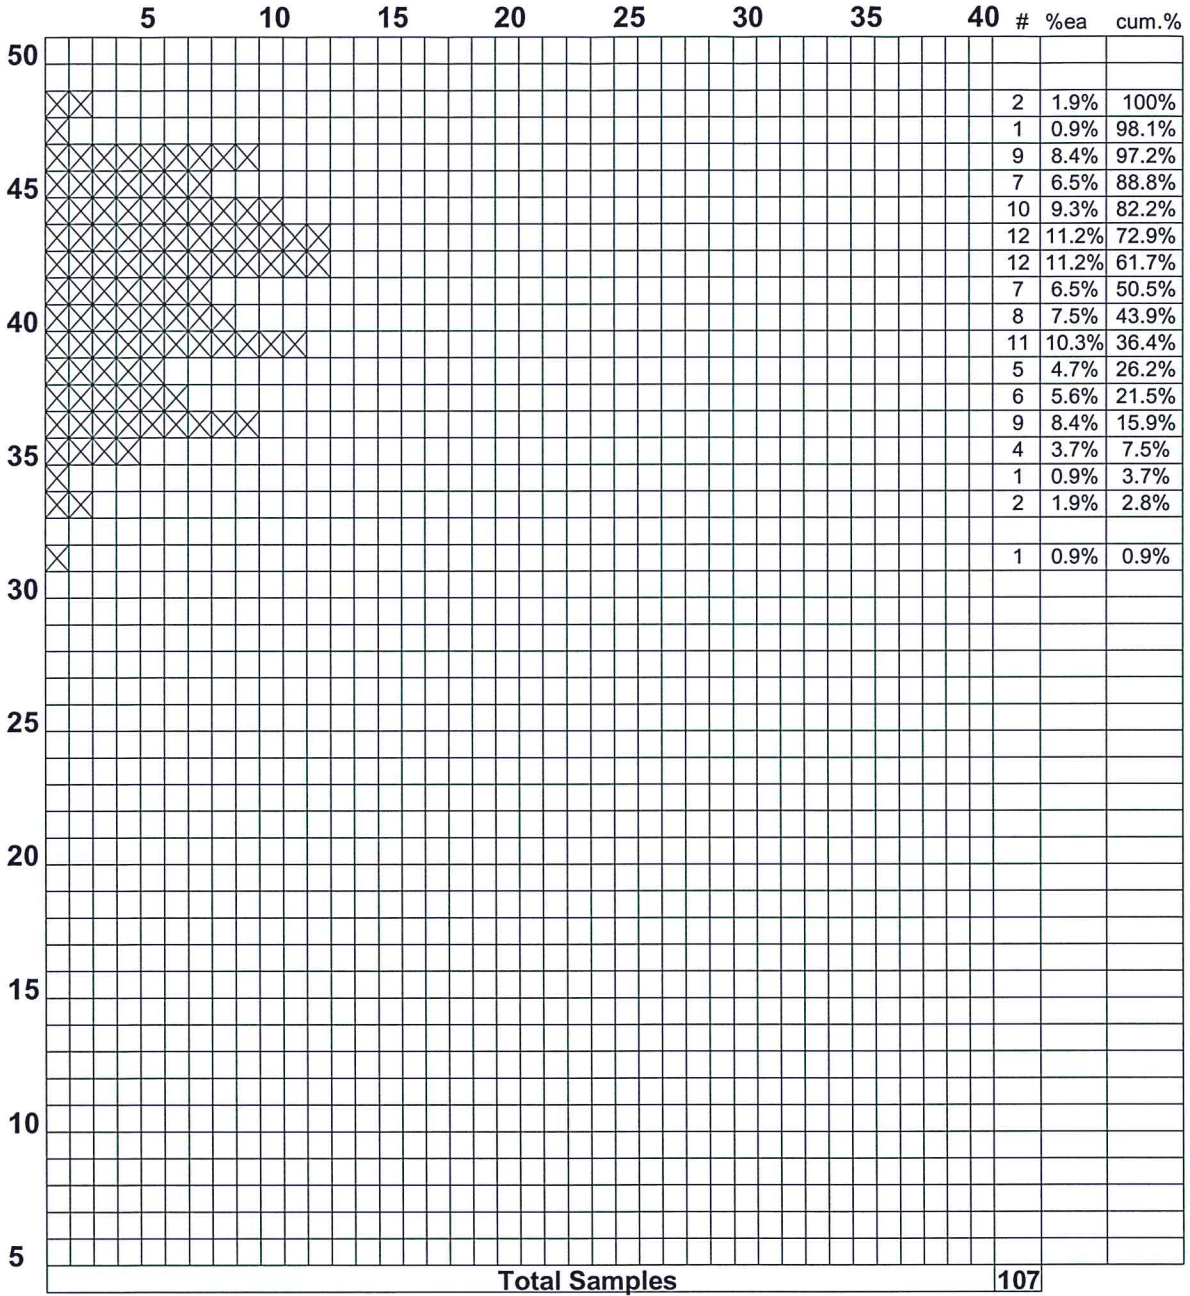 5 10 15 20 25 30 35 40 # %ea cum.%
50
2 1.9% 100%
1 0.9% 98.1%
9 8.4% 97.2%
45 7 6.5% 88.8%
10 9.3% 82.2%
12 11.2% 72.9%
12 11.2% 61.7%
7 6.5% 50.5%
40 8 7.5% 43.9%
11 10.3% 36.4%
5 4.7% 26.2%
6 5.6% 21.5%
9 8.4% 15.9%
35 4 3.7% 7.5%
1 0.9% 3.7%
2 1.9% 2.8%
1 0.9% 0.9%
30
25
20
15
10
5
Total Samples 107